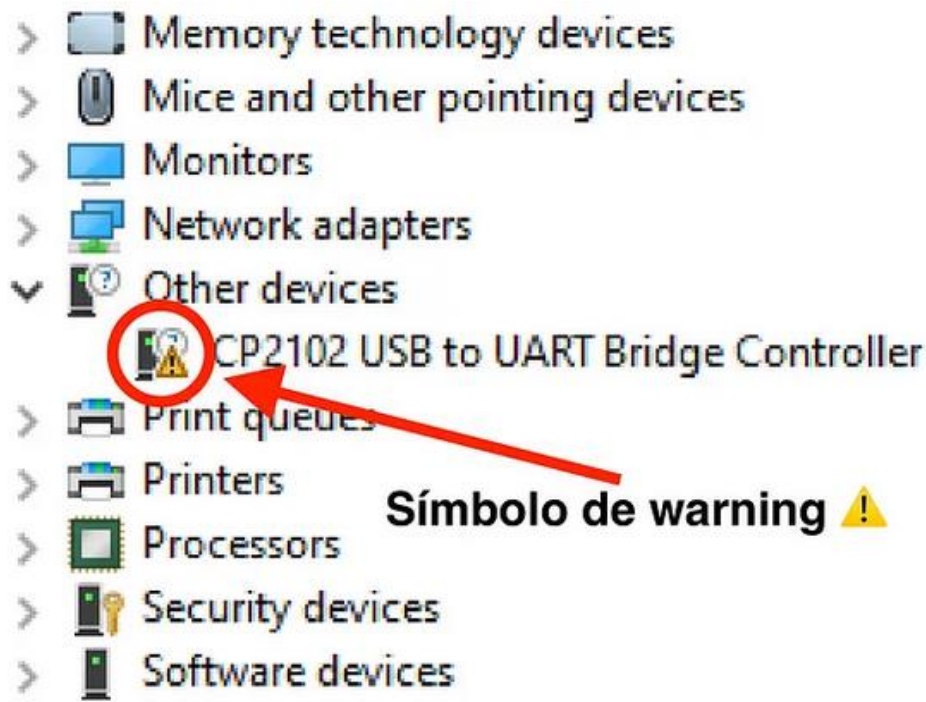 Memory technology devices
Mice and other pointing devices
Monitors
Network adapters
Other devices
CP2102 USB to UART Bridge Controller
Print queues
Printers
Símbolo de warning ⚠️
Processors
Security devices
Software devices